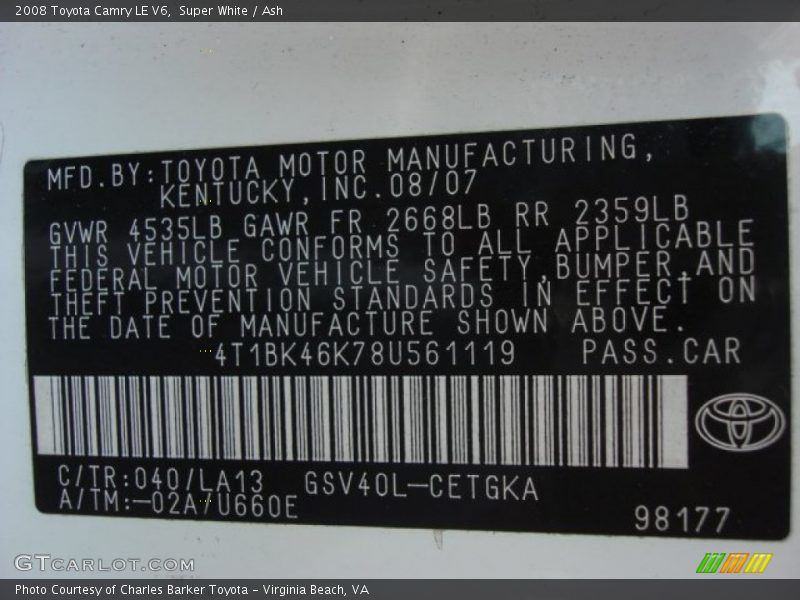 2008 Toyota Camry LE V6,  Super White / Ash
MFD.BY:TOYOTA MOTOR MANUFACTURING,
KENTUCKY,INC.08/07
GVWR 4535LB GAWR FR 2668LB RR 2359LB
THIS VEHICLE CONFORMS TO ALL APPLICABLE
FEDERAL MOTOR VEHICLE SAFETY,BUMPER,AND
THEFT PREVENTION STANDARDS IN EFFECT ON
THE DATE OF MANUFACTURE SHOWN ABOVE.
4T1BK46K78U561119 PASS.CAR
C/TR:040/LA13 GSV40L-CETGKA
A/TM:-02A/U660E
98177
GTCARLOT.COM
Photo Courtesy of Charles Barker Toyota - Virginia Beach, VA